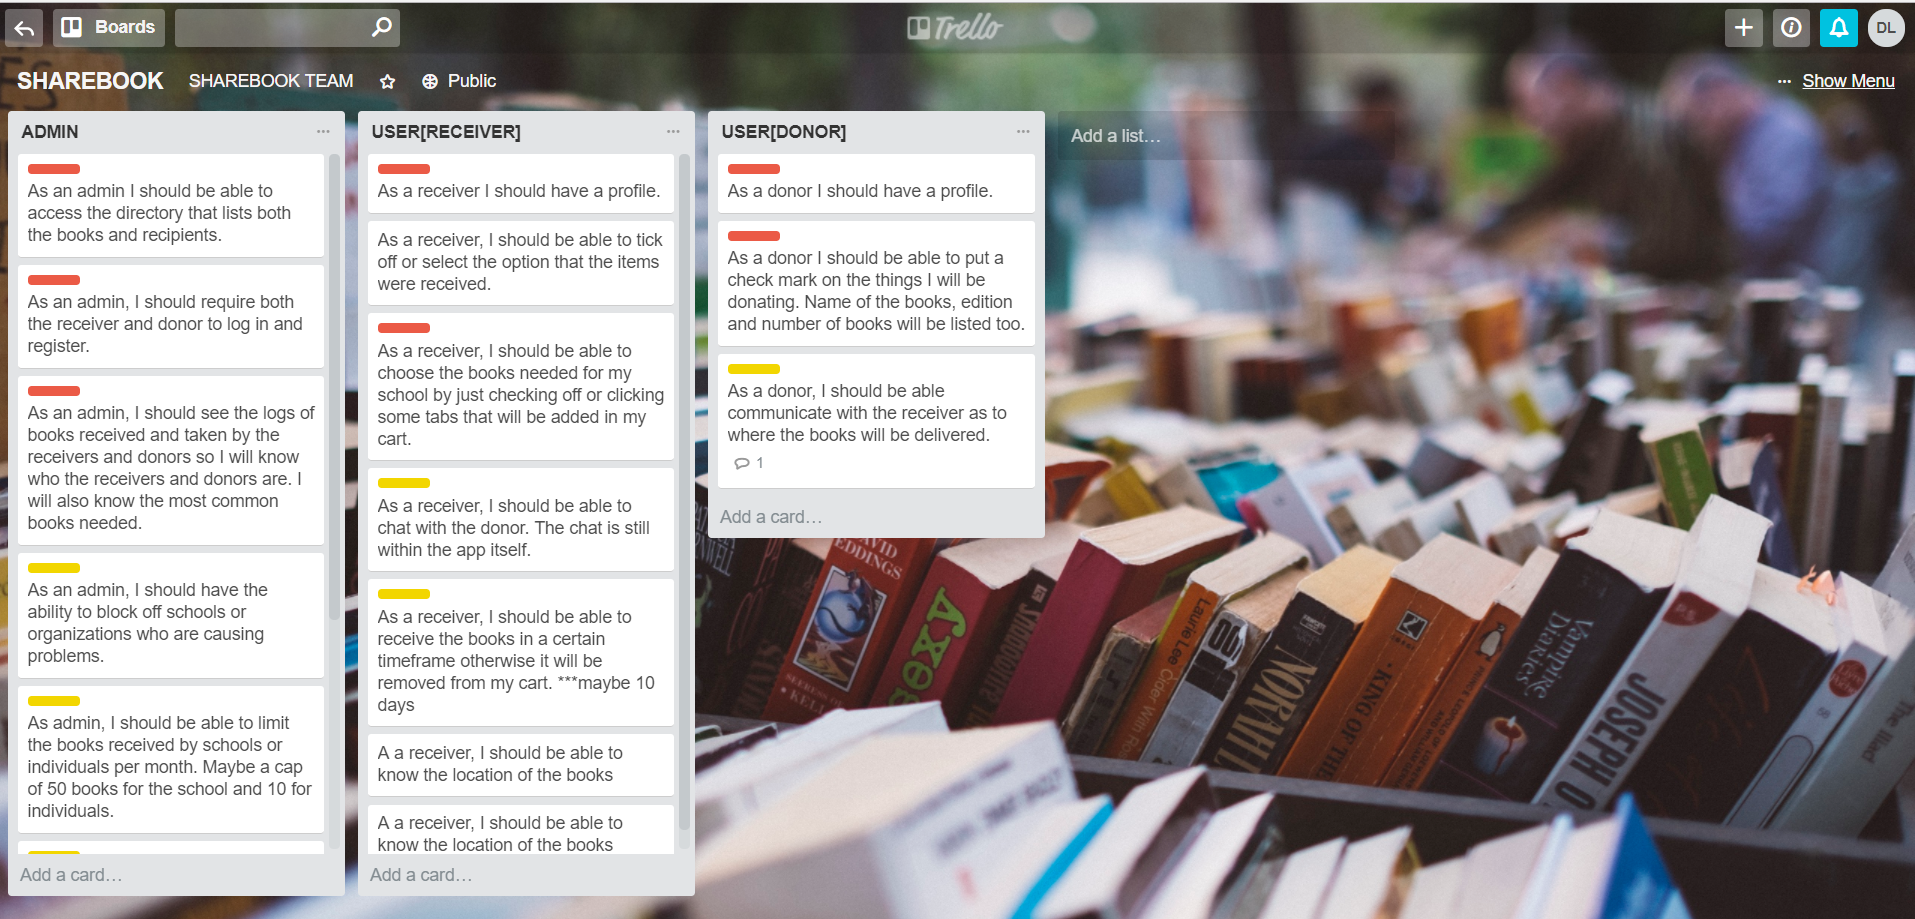 Boards
Trello
DL
SHAREBOOK
SHAREBOOK TEAM
Public
Show Menu
ADMIN
As an admin I should be able to
access the directory that lists both
the books and recipients.
As an admin, I should require both
the receiver and donor to log in and
register.
As an admin, I should see the logs of
books received and taken by the
receivers and donors so I will know
who the receivers and donors are. I
will also know the most common
books needed.
As an admin, I should have the
ability to block off schools or
organizations who are causing
problems.
As admin, I should be able to limit
the books received by schools or
individuals per month. Maybe a cap
of 50 books for the school and 10 for
individuals.
Add a card…
USER[RECEIVER]
As a receiver I should have a profile.
As a receiver, I should be able to tick
off or select the option that the items
were received.
As a receiver, I should be able to
choose the books needed for my
school by just checking off or clicking
some tabs that will be added in my
cart.
As a receiver, I should be able to
chat with the donor. The chat is still
within the app itself.
As a receiver, I should be able to
receive the books in a certain
timeframe otherwise it will be
removed from my cart. ***maybe 10
days
A a receiver, I should be able to
know the location of the books
A a receiver, I should be able to
know the location of the books
Add a card…
USER[DONOR]
As a donor I should have a profile.
As a donor I should be able to put a
check mark on the things I will be
donating. Name of the books, edition
and number of books will be listed too.
As a donor, I should be able
communicate with the receiver as to
where the books will be delivered.
1
Add a card…
Add a list…
DAVID
EDDINGS
Laurie Lee Cider With
KING OF THE
Vampire
Diaries
JOSEPH
The Iliad